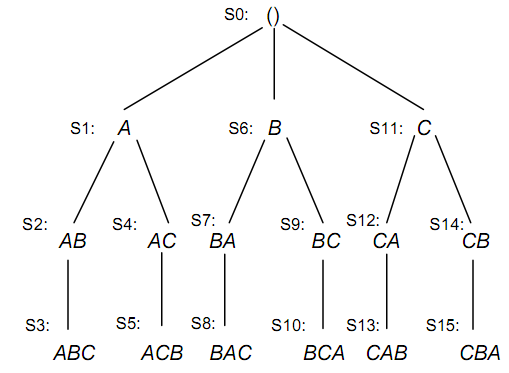 S0: ()
S1: A S6: B S11: C
S2: AB S4: AC S7: BA S9: BC S12: CA S14: CB
S3: ABC S5: ACB S8: BAC S10: BCA S13: CAB S15: CBA